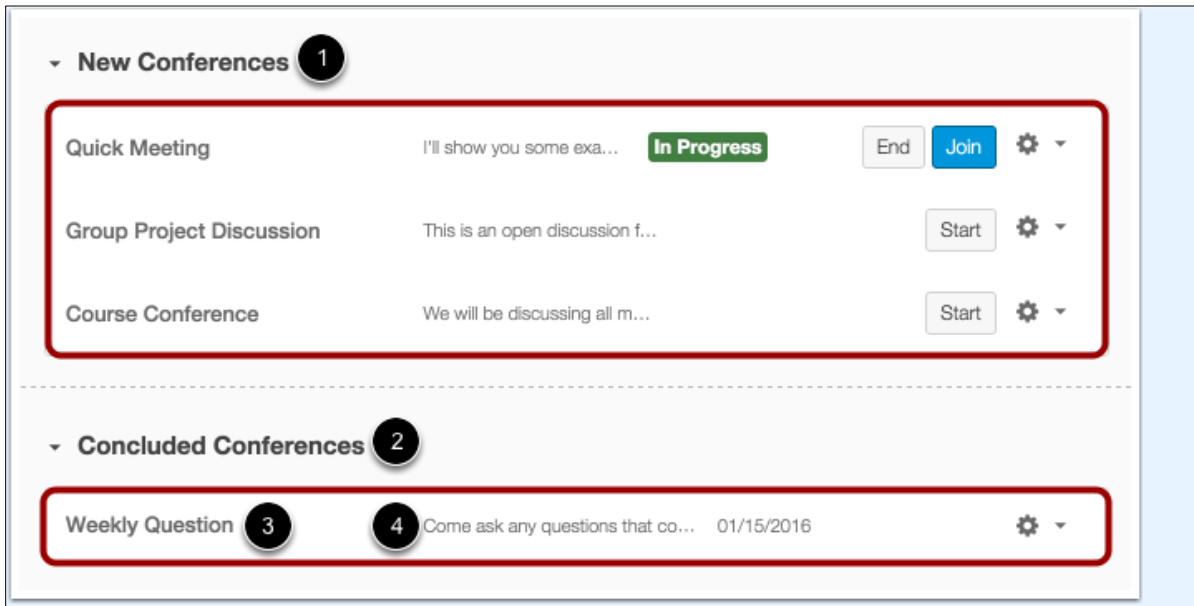 New Conferences 1
Quick Meeting I'll show you some exa... In Progress End Join
Group Project Discussion This is an open discussion f... Start
Course Conference We will be discussing all m... Start
Concluded Conferences 2
Weekly Question 3 4 Come ask any questions that co... 01/15/2016